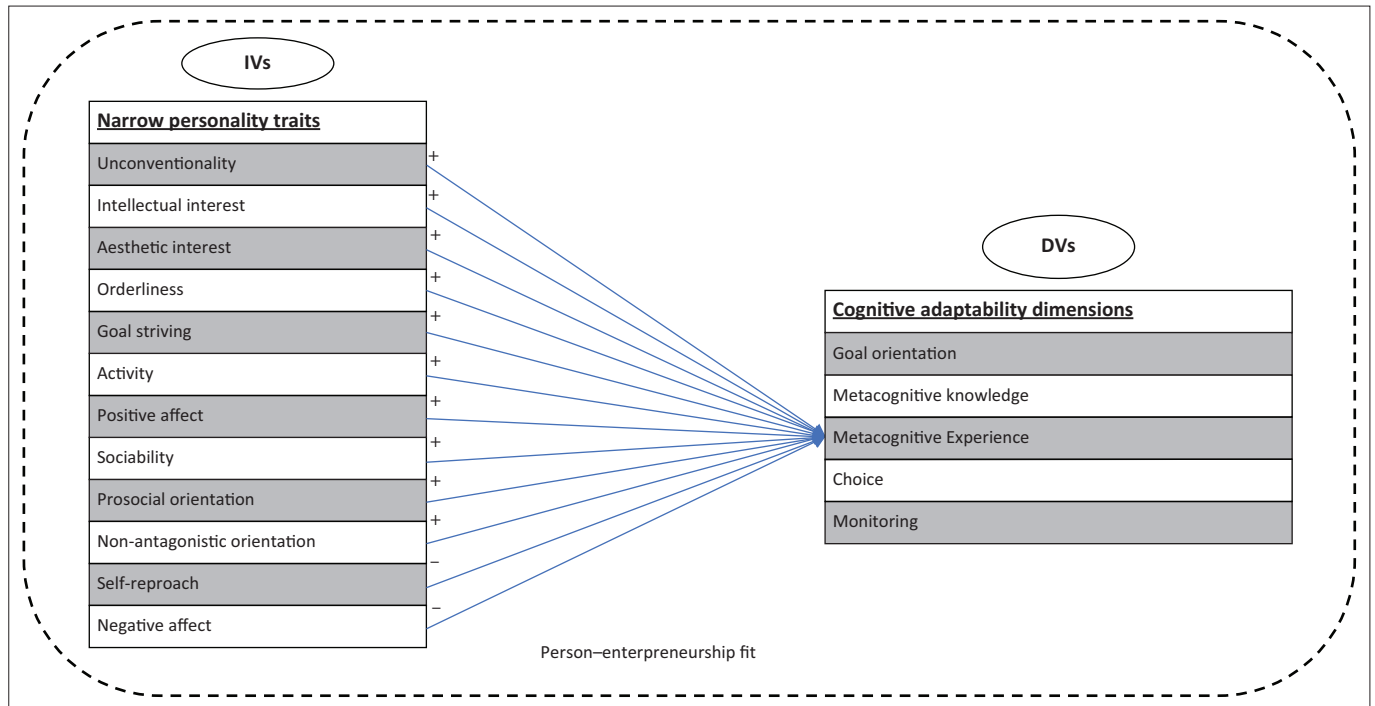 IVs
Narrow personality traits
Unconventionality
+
Intellectual interest
+
Aesthetic interest
+
Orderliness
+
Goal striving
+
Activity
+
Positive affect
+
Sociability
+
Prosocial orientation
+
Non-antagonistic orientation
+
Self-reproach
–
Negative affect
–
DVs
Cognitive adaptability dimensions
Goal orientation
Metacognitive knowledge
Metacognitive Experience
Choice
Monitoring
Person–enterpreneurship fit